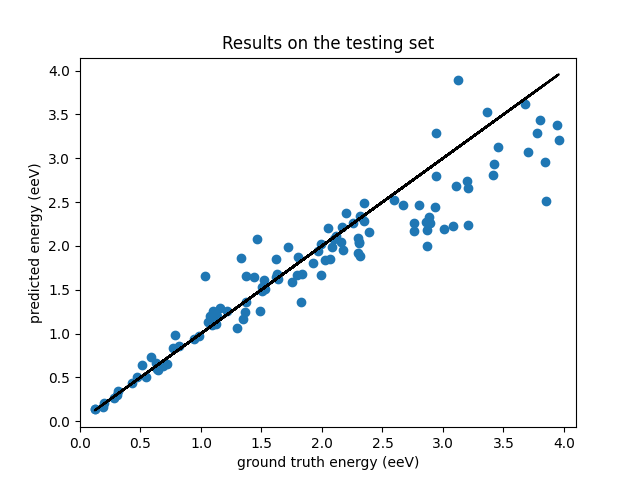 Results on the testing set
4.0
3.5
3.0
2.5
2.0
1.5
1.0
0.5
0.0
predicted energy (eeV)
0.0 0.5 1.0 1.5 2.0 2.5 3.0 3.5 4.0
ground truth energy (eeV)